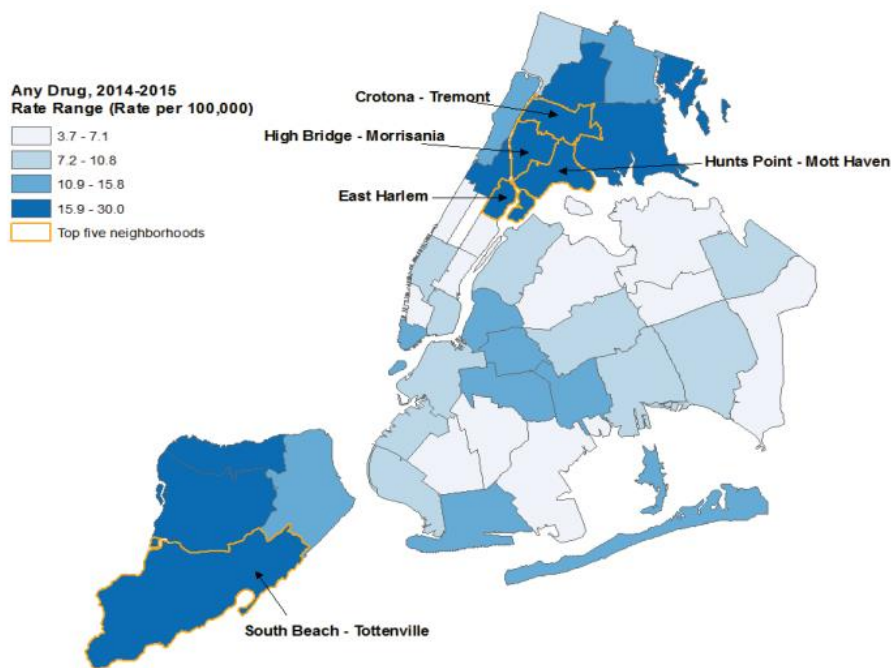 Any Drug, 2014-2015
Rate Range (Rate per 100,000)
3.7 - 7.1
7.2 - 10.8
10.9 - 15.8
15.9 - 30.0
Top five neighborhoods
Crotona - Tremont
High Bridge - Morrisania
Hunts Point - Mott Haven
East Harlem
South Beach - Tottenville